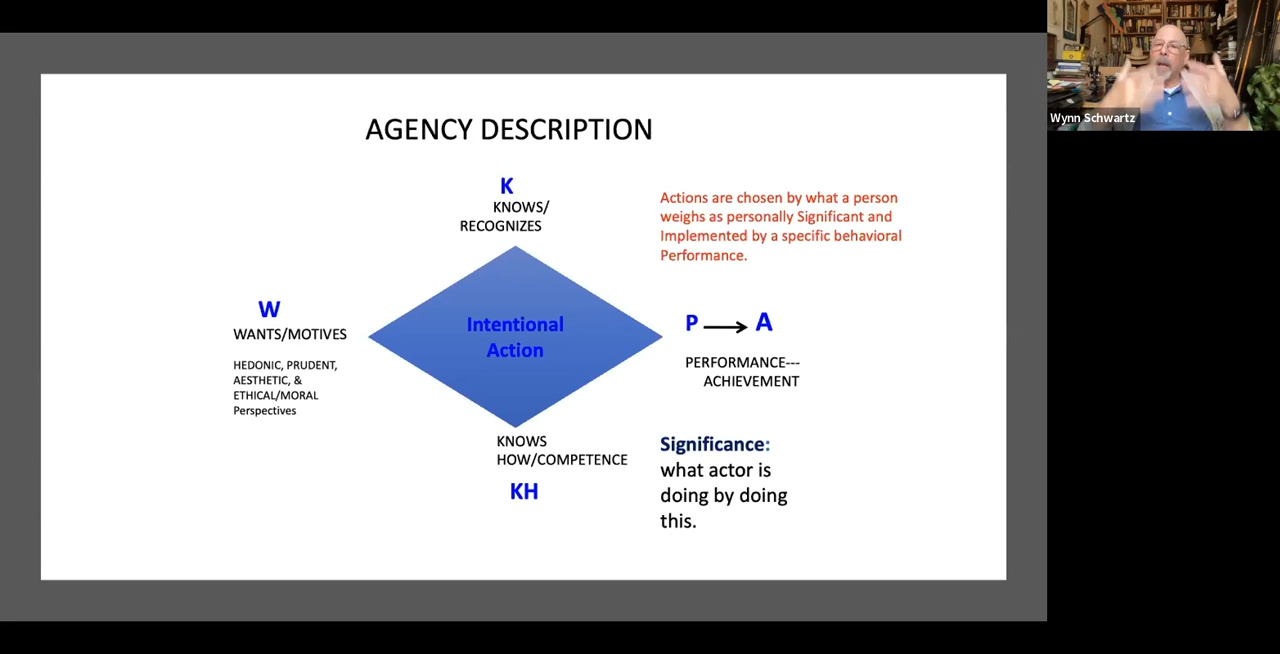 AGENCY DESCRIPTION
K
KNOWS/
RECOGNIZES
Actions are chosen by what a person
weighs as personally Significant and
Implemented by a specific behavioral
Performance.
W
WANTS/MOTIVES
HEDONIC, PRUDENT,
AESTHETIC, &
ETHICAL/MORAL
Perspectives
Intentional
Action
P A
PERFORMANCE---
ACHIEVEMENT
KNOWS
HOW/COMPETENCE
KH
Significance:
what actor is
doing by doing
this.
Wynn Schwartz